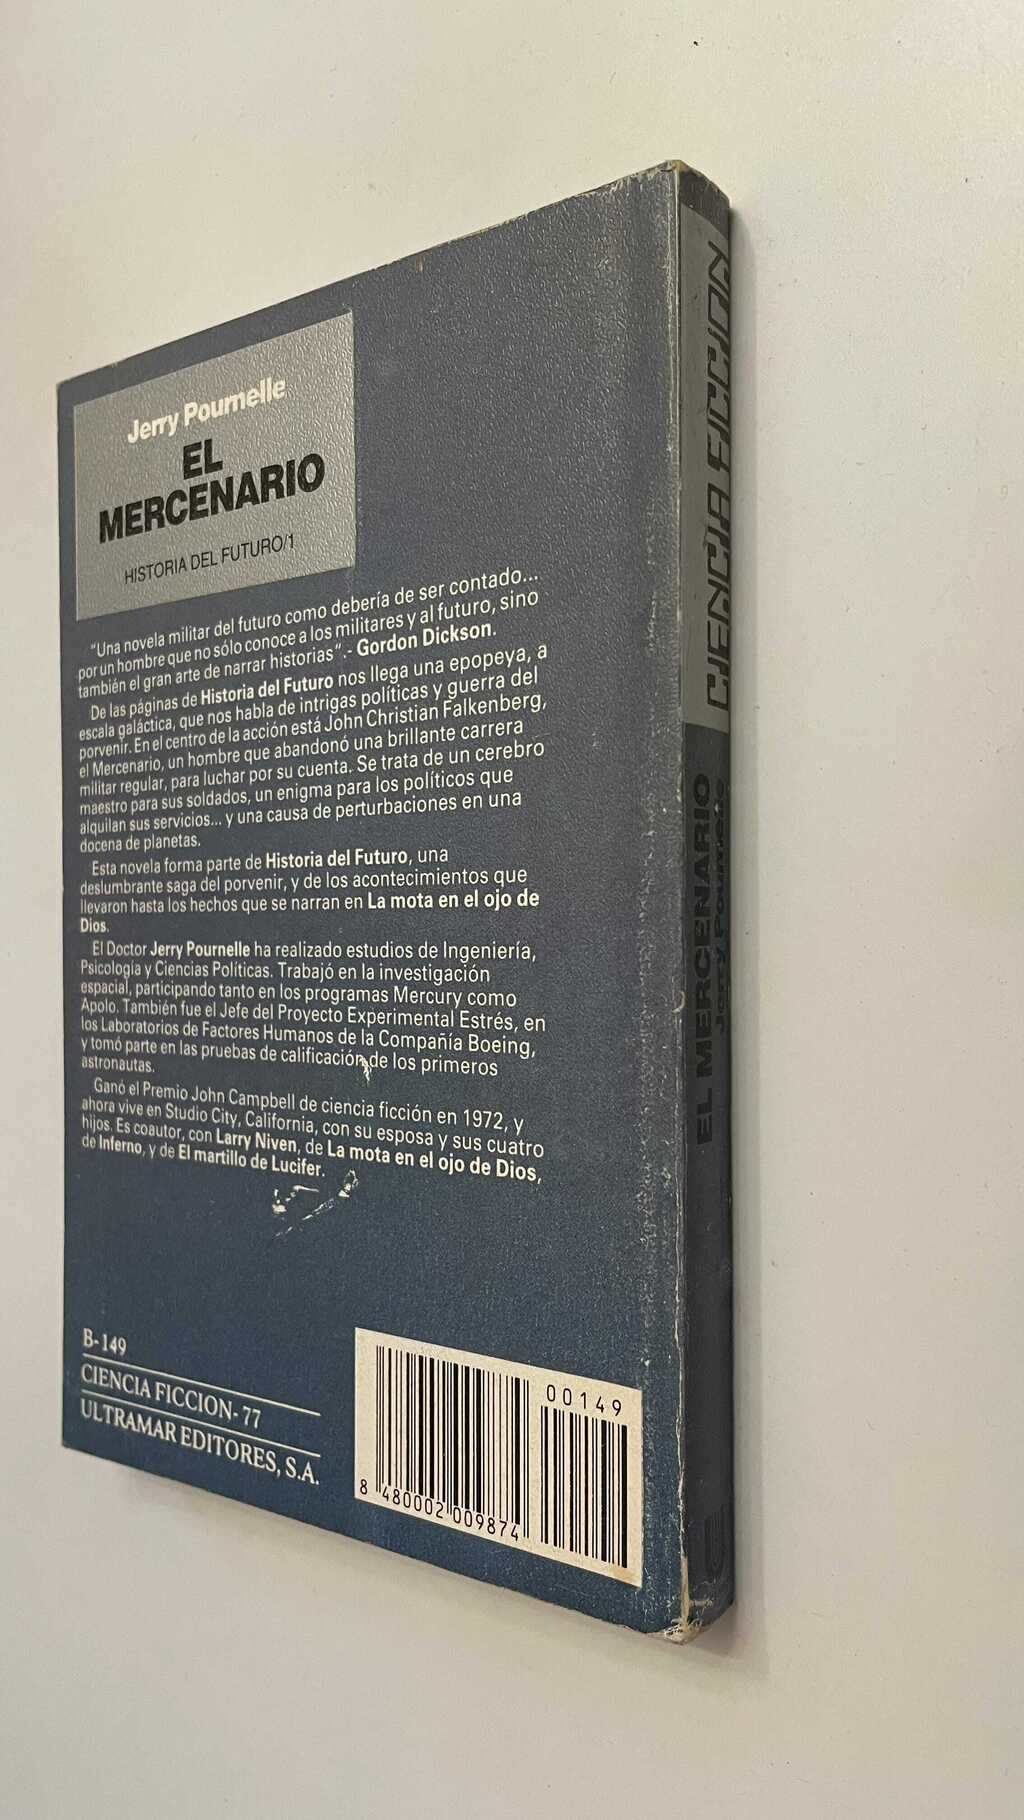 Jerry Pournelle
EL
MERCENARIO
HISTORIA DEL FUTURO/1
"Una novela militar del futuro como debería de ser contado...
por un hombre que no sólo conoce a los militares y al futuro, sino
también el gran arte de narrar historias".- Gordon Dickson.
De las páginas de Historia del Futuro nos llega una epopeya, a
escala galáctica, que nos habla de intrigas políticas y guerra del
porvenir. En el centro de la acción está John Christian Falkenberg,
el Mercenario, un hombre que abandonó una brillante carrera
militar regular, para luchar por su cuenta. Se trata de un cerebro
maestro para sus soldados, un enigma para los políticos que
alquilan sus servicios... y una causa de perturbaciones en una
docena de planetas.
Esta novela forma parte de Historia del Futuro, una
deslumbrante saga del porvenir, y de los acontecimientos que
llevaron hasta los hechos que se narran en La mota en el ojo de
Dios.
El Doctor Jerry Pournelle ha realizado estudios de Ingeniería,
Psicología y Ciencias Políticas. Trabajó en la investigación
espacial, participando tanto en los programas Mercury como
Apolo. También fue el Jefe del Proyecto Experimental Estrés, en
los Laboratorios de Factores Humanos de la Compañía Boeing,
y tomó parte en las pruebas de calificación de los primeros
astronautas.
Ganó el Premio John Campbell de ciencia ficción en 1972, y
ahora vive en Studio City, California, con su esposa y sus cuatro
hijos. Es coautor, con Larry Niven, de La mota en el ojo de Dios,
de Inferno, y de El martillo de Lucifer.
B-149
CIENCIA FICCION-77
ULTRAMAR EDITORES, S.A.
00149
8 480002 009874
CIENCIA FICCION
EL MERCENARIO
Jerry Pournelle